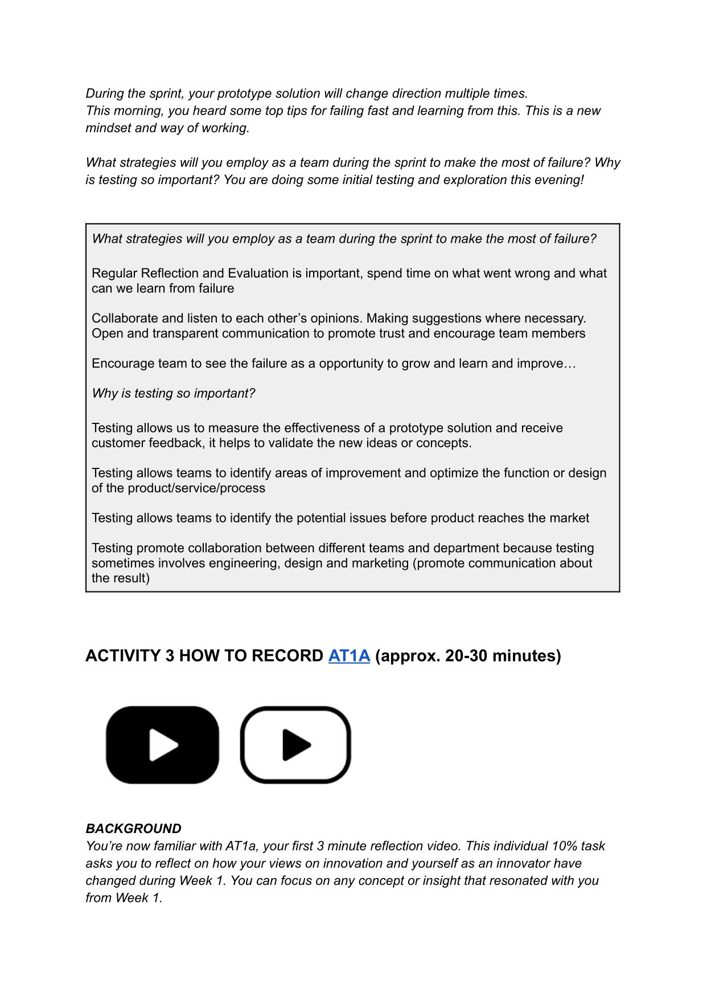 During the sprint, your prototype solution will change direction multiple times.
This morning, you heard some top tips for failing fast and learning from this. This is a new
mindset and way of working.
What strategies will you employ as a team during the sprint to make the most of failure? Why
is testing so important? You are doing some initial testing and exploration this evening!
What strategies will you employ as a team during the sprint to make the most of failure?
Regular Reflection and Evaluation is important, spend time on what went wrong and what
can we learn from failure
Collaborate and listen to each other’s opinions. Making suggestions where necessary.
Open and transparent communication to promote trust and encourage team members
Encourage team to see the failure as a opportunity to grow and learn and improve…
Why is testing so important?
Testing allows us to measure the effectiveness of a prototype solution and receive
customer feedback, it helps to validate the new ideas or concepts.
Testing allows teams to identify areas of improvement and optimize the function or design
of the product/service/process
Testing allows teams to identify the potential issues before product reaches the market
Testing promote collaboration between different teams and department because testing
sometimes involves engineering, design and marketing (promote communication about
the result)
ACTIVITY 3 HOW TO RECORD AT1A (approx. 20-30 minutes)
BACKGROUND
You’re now familiar with AT1a, your first 3 minute reflection video. This individual 10% task
asks you to reflect on how your views on innovation and yourself as an innovator have
changed during Week 1. You can focus on any concept or insight that resonated with you
from Week 1.